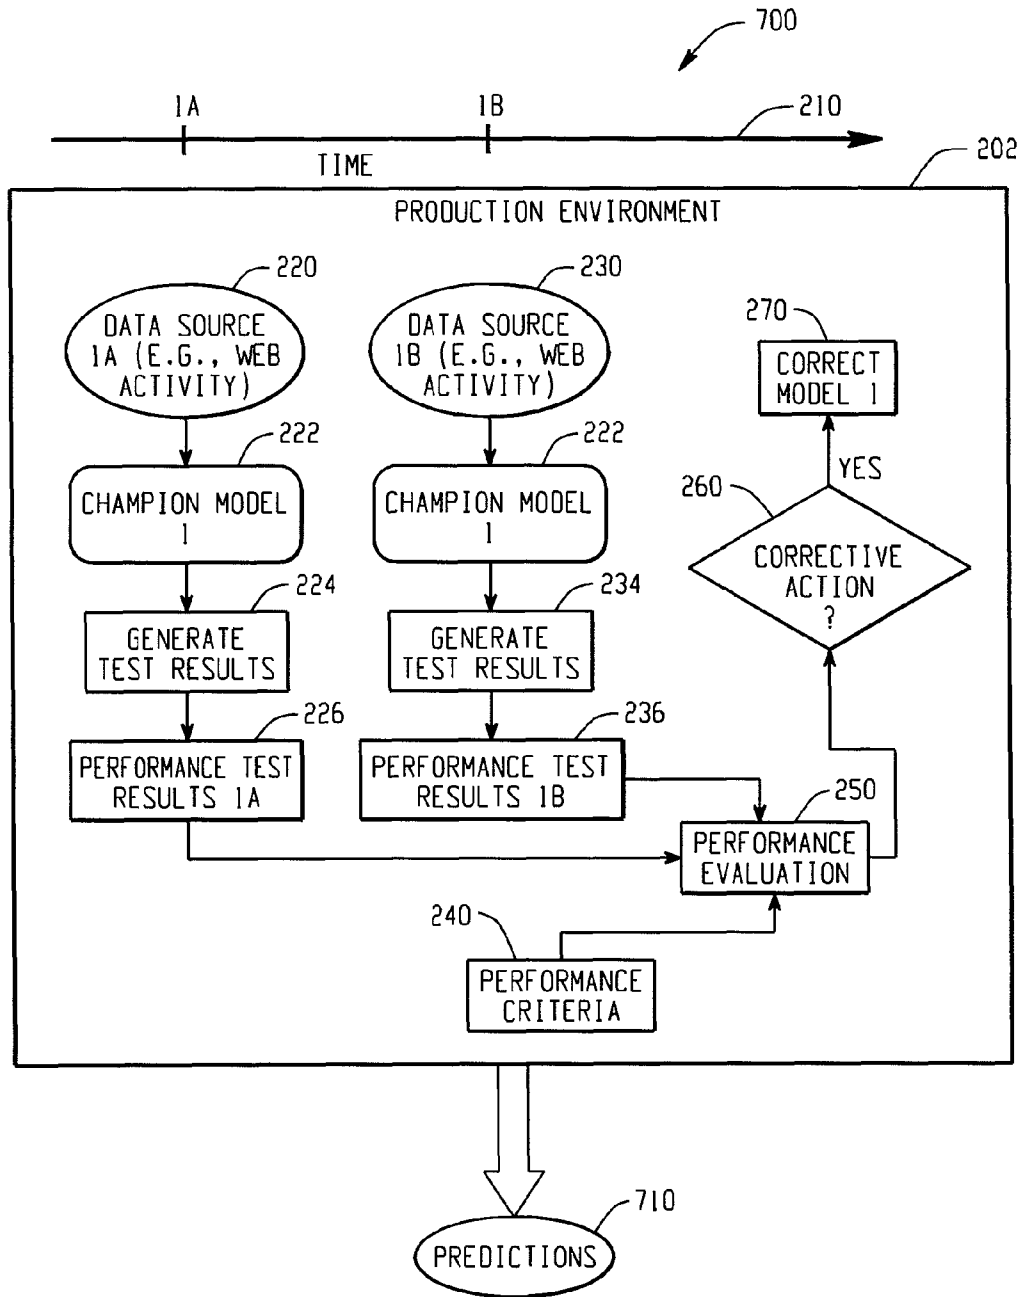 700
1A
1B
210
TIME
202
PRODUCTION ENVIRONMENT
220
DATA SOURCE
1A (E.G., WEB
ACTIVITY)
230
DATA SOURCE
1B (E.G., WEB
ACTIVITY)
270
CORRECT
MODEL 1
222
CHAMPION MODEL
1
222
CHAMPION MODEL
1
YES
260
CORRECTIVE
ACTION
?
224
GENERATE
TEST RESULTS
234
GENERATE
TEST RESULTS
226
PERFORMANCE TEST
RESULTS 1A
236
PERFORMANCE TEST
RESULTS 1B
250
PERFORMANCE
EVALUATION
240
PERFORMANCE
CRITERIA
710
PREDICTIONS